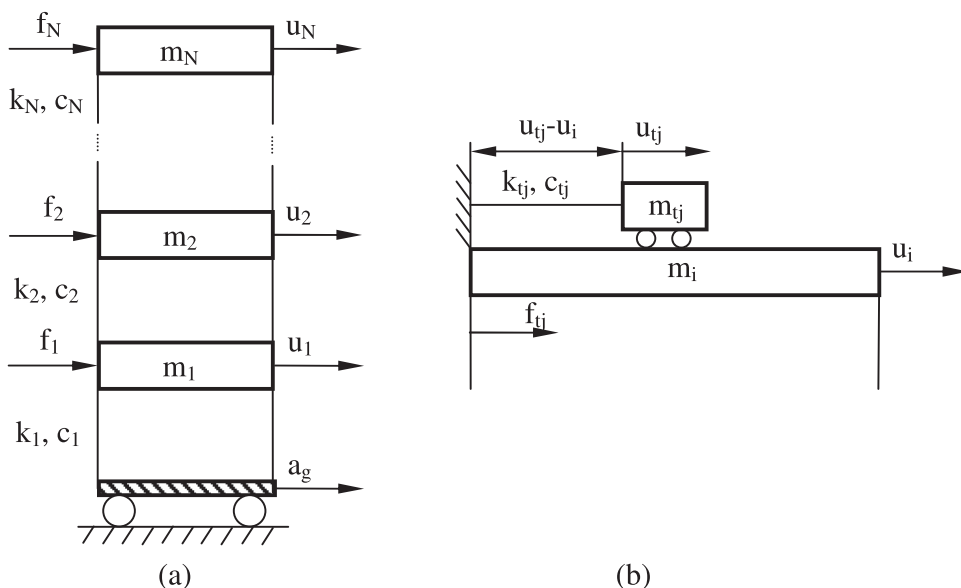 f_N
u_N
m_N
k_N, c_N
f_2
u_2
m_2
k_2, c_2
f_1
u_1
m_1
k_1, c_1
a_g
(a)
u_tj-u_i
u_tj
k_tj, c_tj
m_tj
m_i
u_i
f_tj
(b)